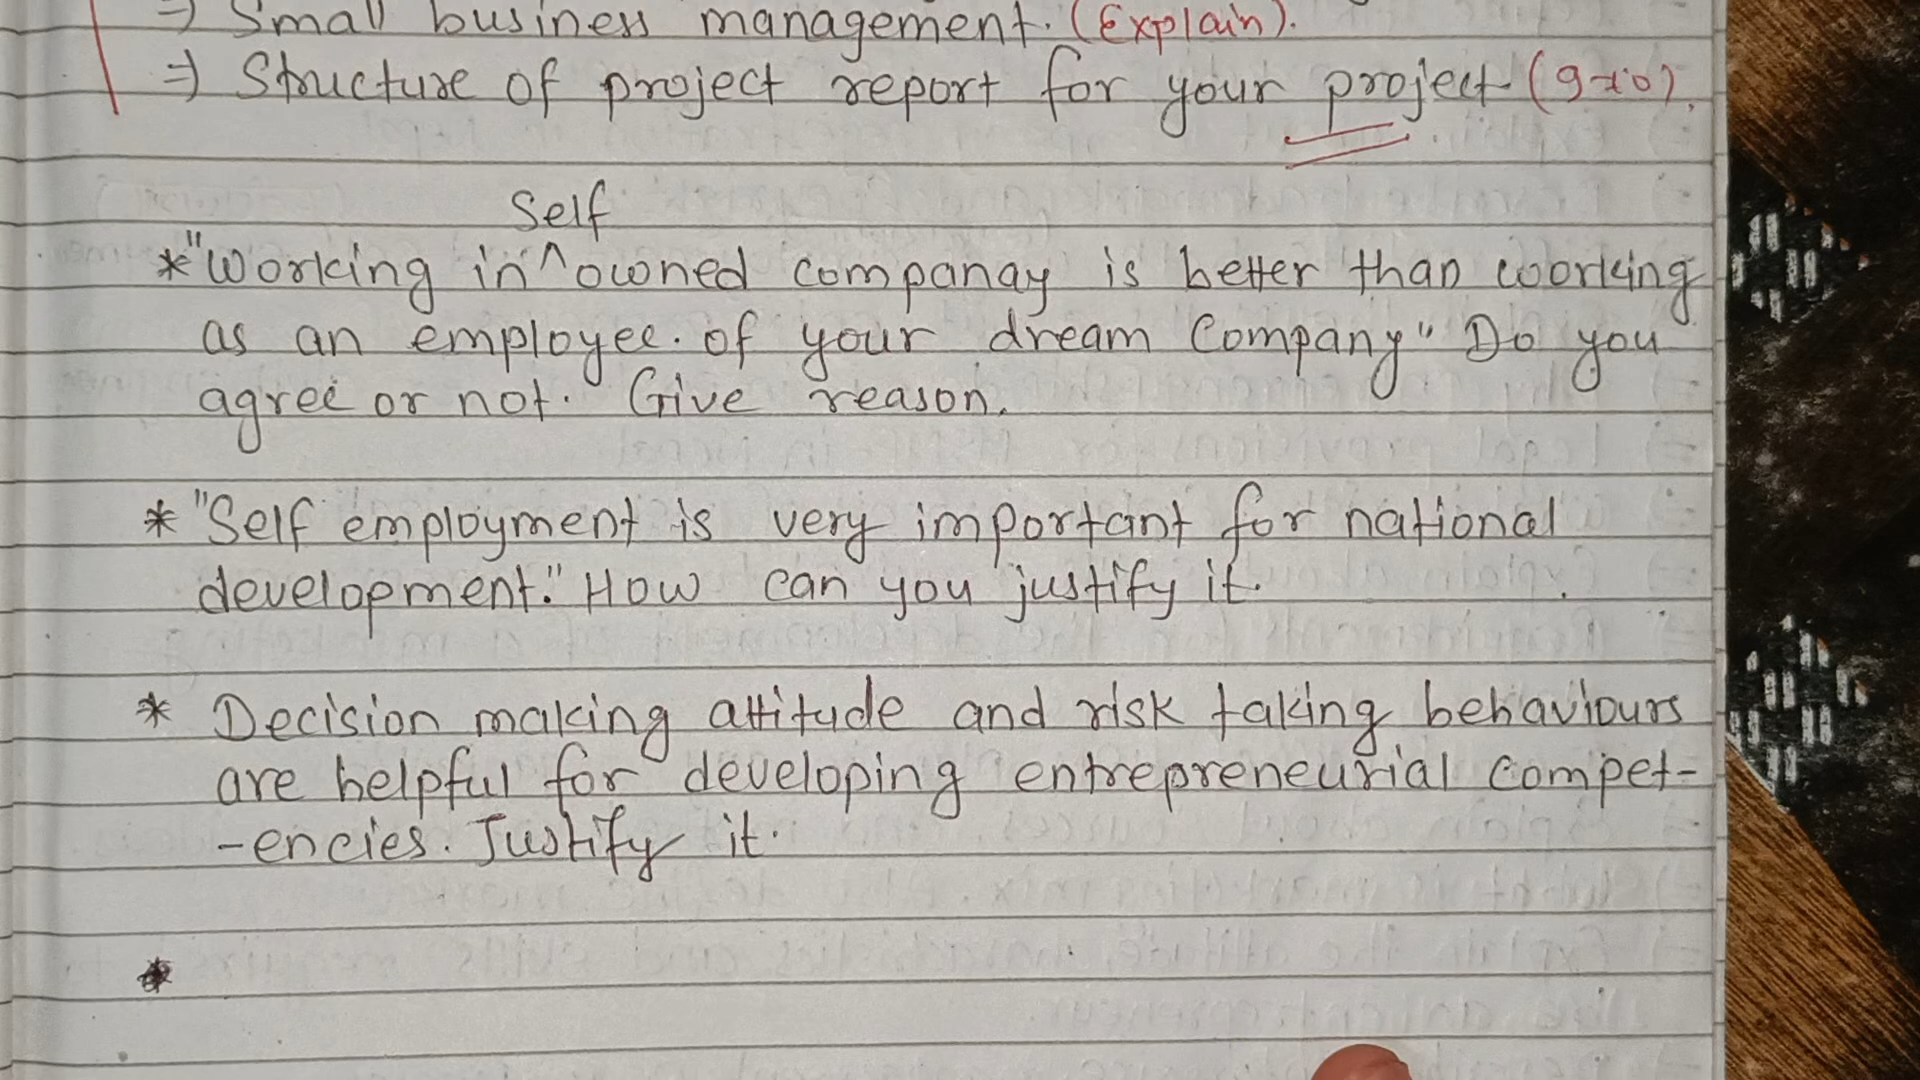 ⇒ Small business management. (Explain).
⇒ Structure of project report for your project
Self
* "Working in ^ owned companay is better than working
as an employee. of your dream Company" Do you
agree or not. Give reason.
* "Self employment is very important for national
development." How can you justify it.
* Decision making attitude and risk taking behaviours
are helpful for developing entrepreneurial compet-
-encies. Justify it.
*